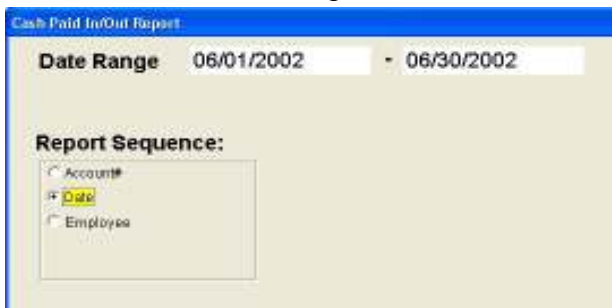 Cash Paid In/Out Report
Date Range 06/01/2002 - 06/30/2002
Report Sequence:
Account#
Date
Employee